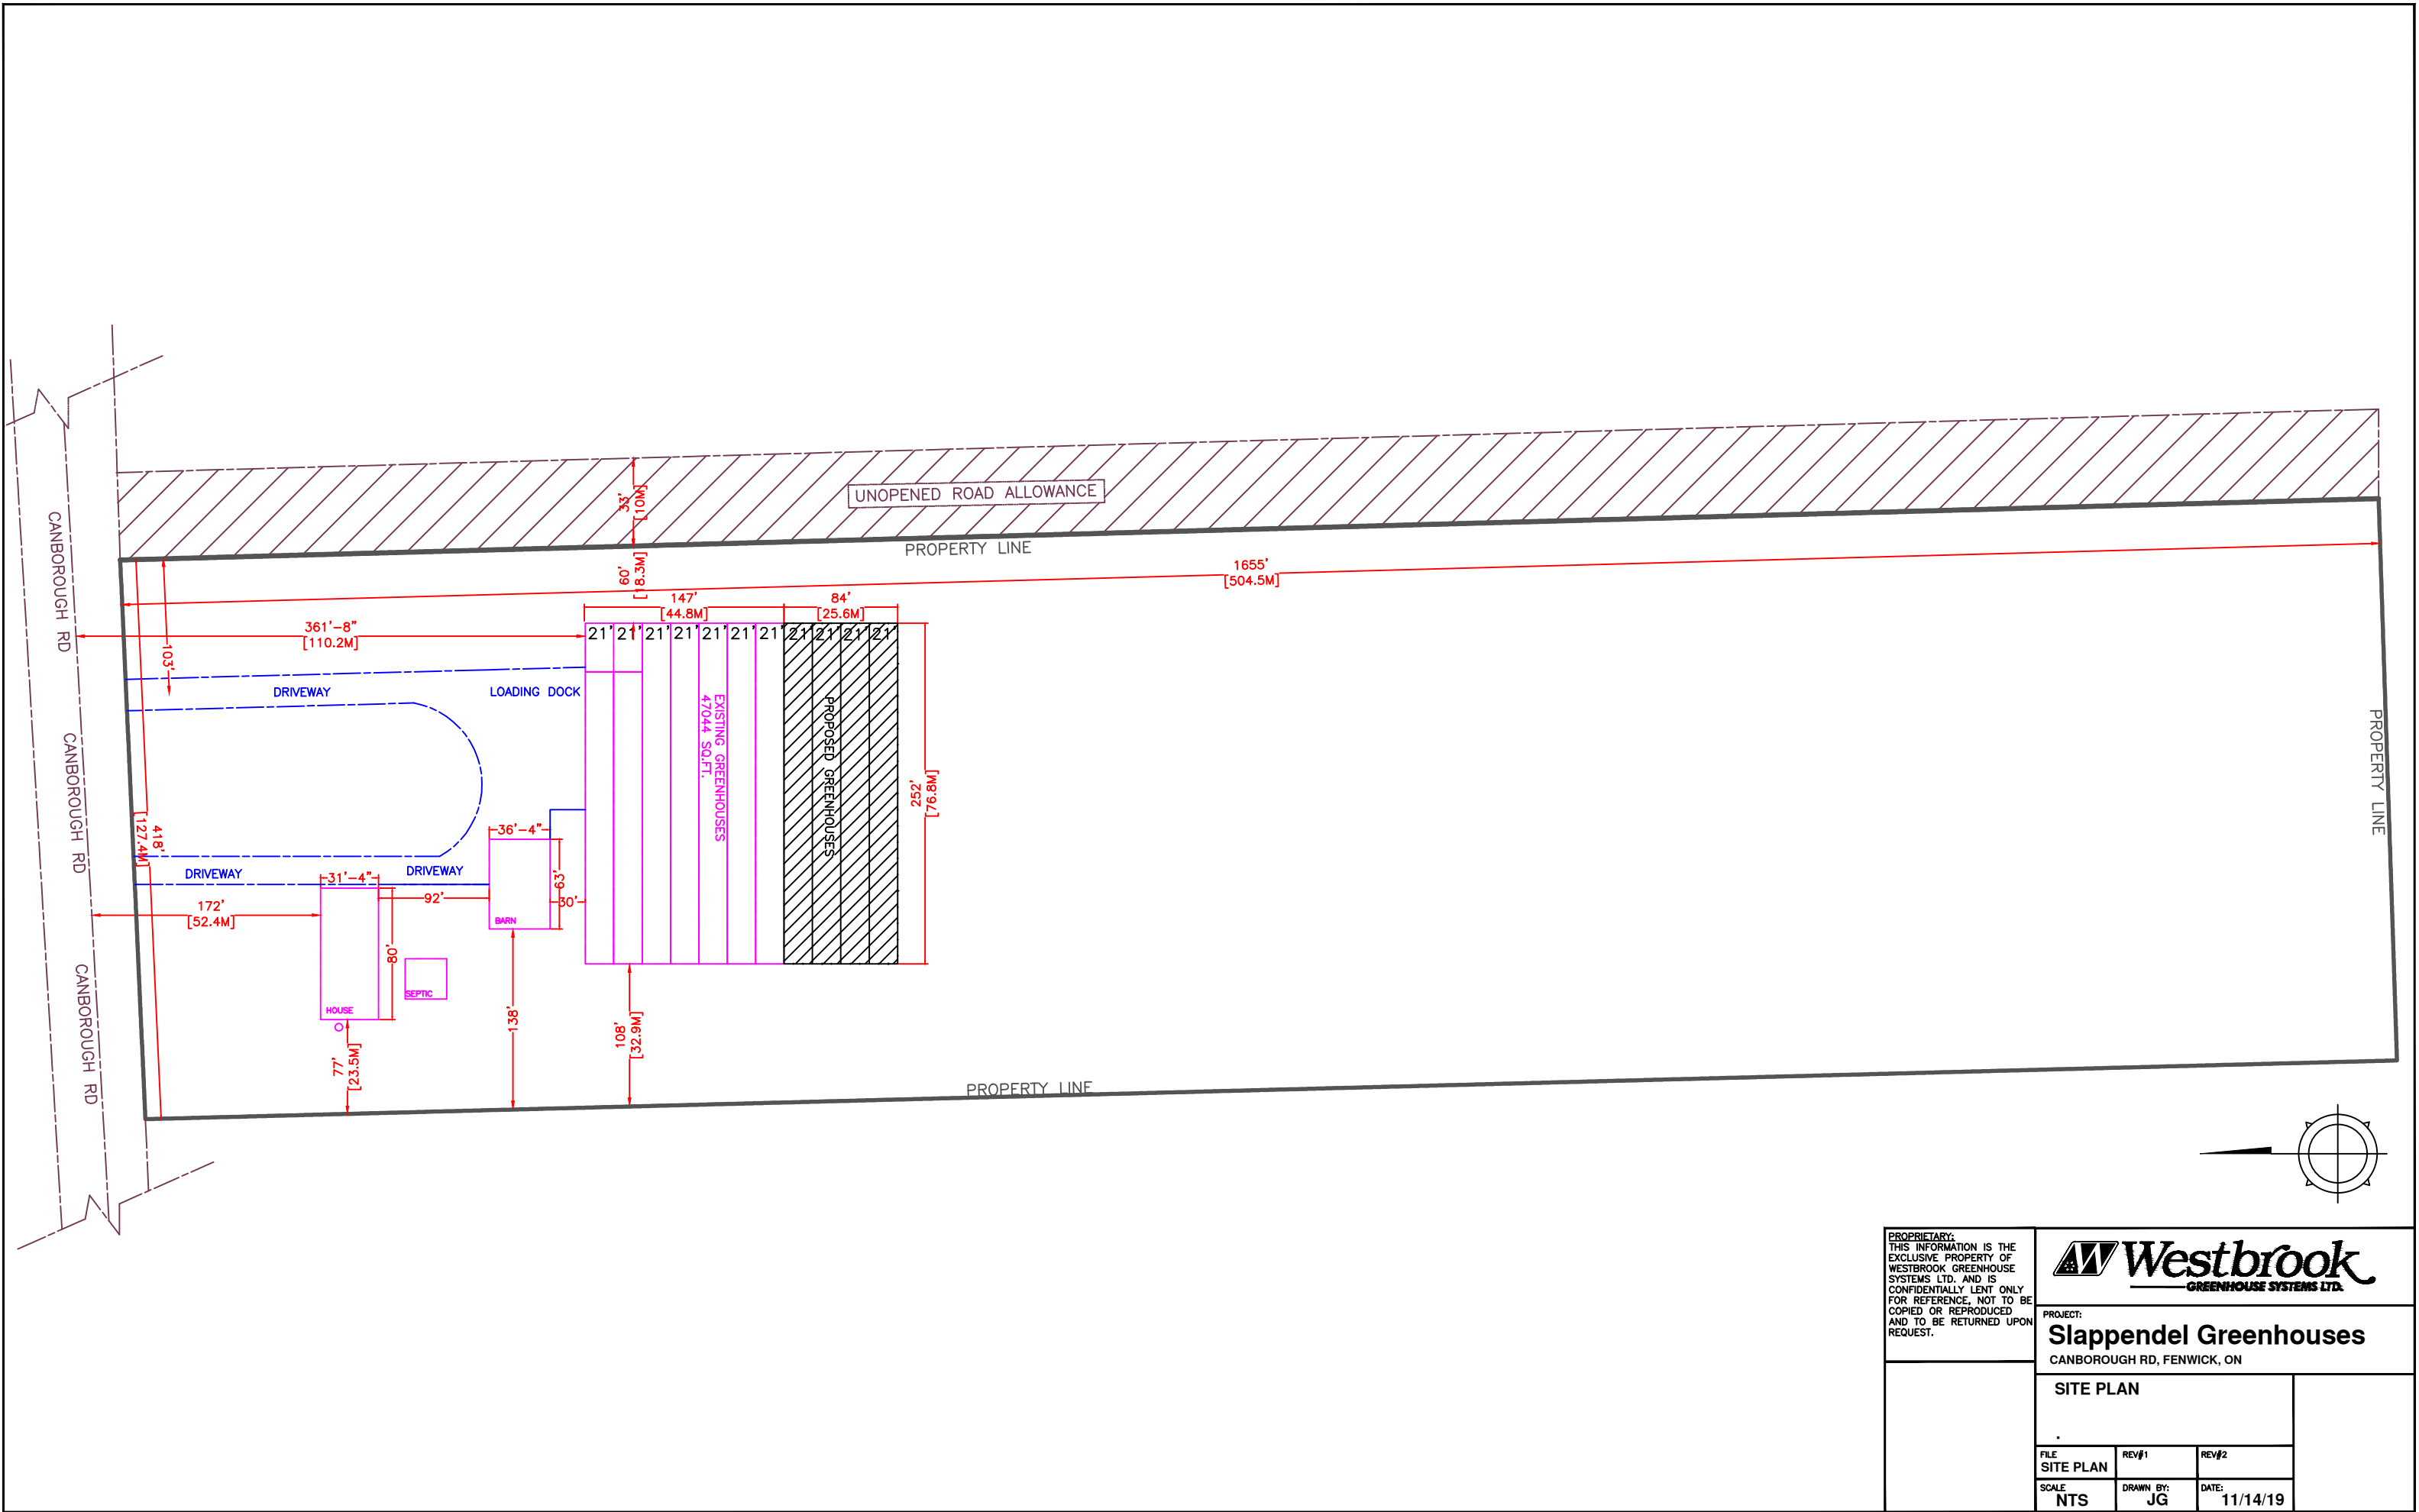 UNOPENED ROAD ALLOWANCE
33'
[10M]
PROPERTY LINE
60'
[18.3M]
1655'
[504.5M]
147'
[44.8M]
84'
[25.6M]
361'-8"
[110.2M]
103'
21' 21' 21' 21' 21' 21' 21' 21' 21' 21' 21'
CANBOROUGH RD
CANBOROUGH RD
CANBOROUGH RD
DRIVEWAY
LOADING DOCK
EXISTING GREENHOUSES
47044 SQ.FT.
PROPOSED GREENHOUSES
252'
[76.8M]
PROPERTY LINE
418'
[127.4M]
36'-4"
63'
30'
DRIVEWAY
DRIVEWAY
31'-4"
92'
172'
[52.4M]
BARN
80'
SEPTIC
HOUSE
138'
108'
[32.9M]
77'
[23.5M]
PROPERTY LINE
PROPRIETARY:
THIS INFORMATION IS THE
EXCLUSIVE PROPERTY OF
WESTBROOK GREENHOUSE
SYSTEMS LTD. AND IS
CONFIDENTIALLY LENT ONLY
FOR REFERENCE, NOT TO BE
COPIED OR REPRODUCED
AND TO BE RETURNED UPON
REQUEST.
Westbrook
GREENHOUSE SYSTEMS LTD.
PROJECT:
Slappendel Greenhouses
CANBOROUGH RD, FENWICK, ON
SITE PLAN
.
FILE
SITE PLAN
REV#1
REV#2
SCALE
NTS
DRAWN BY:
JG
DATE:
11/14/19